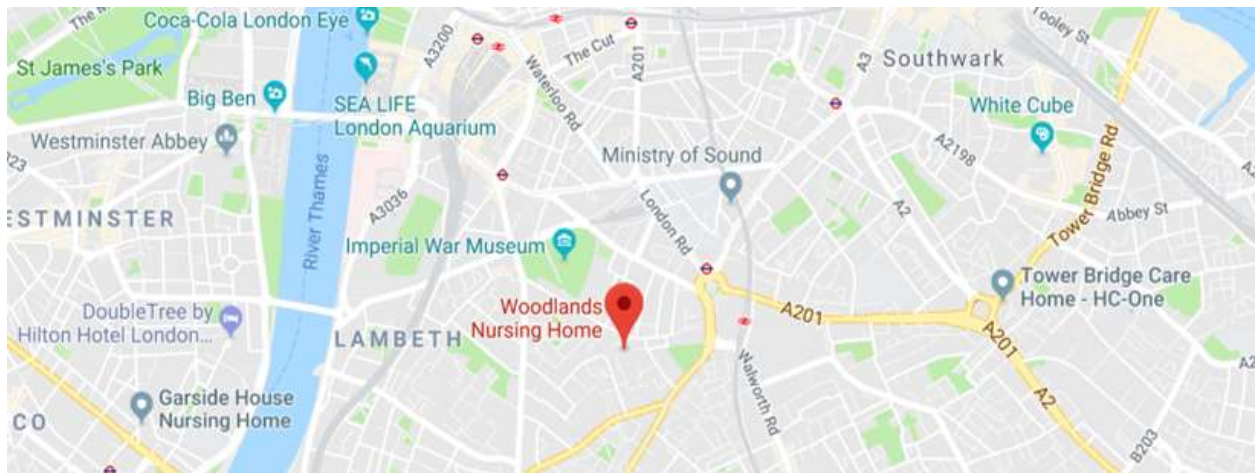 Coca-Cola London Eye
The M
St James's Park
Big Ben
SEA LIFE
London Aquarium
Westminster Abbey
A3200
Waterloo Rd
The Cut
A201
A3
Southwark
Tooley St
White Cube
A2198
Ministry of Sound
023
ESTMINSTER
River Thames
A3036
London Rd
A2
Tower Bridge Rd
Abbey St
Imperial War Museum
DoubleTree by
Hilton Hotel London...
LAMBETH
Woodlands
Nursing Home
A201
Tower Bridge Care
Home - HC-One
A201
A2
A2
Walworth Rd
B203
Garside House
Nursing Home
CO